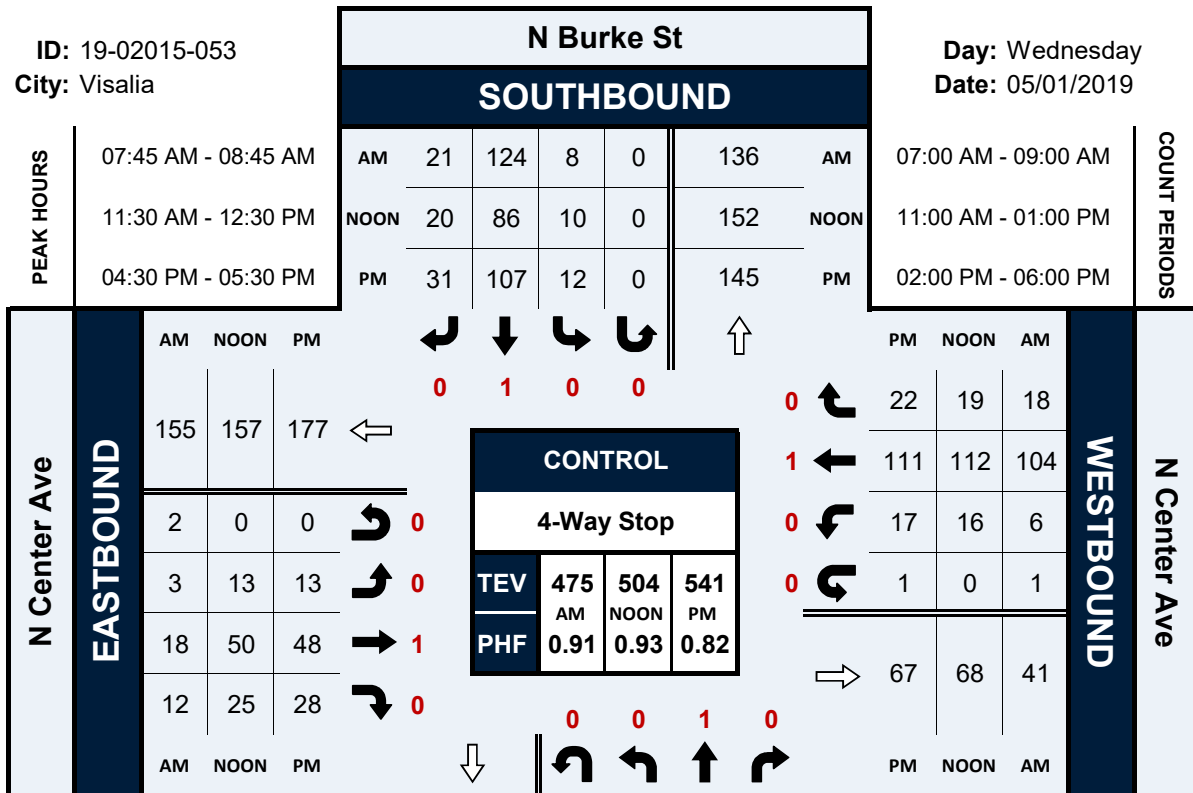 N Burke St
ID: 19-02015-053
Day: Wednesday
City: Visalia
Date: 05/01/2019
SOUTHBOUND
PEAK HOURS
07:45 AM - 08:45 AM
AM 21 124 8 0 136 AM
07:00 AM - 09:00 AM
COUNT PERIODS
11:30 AM - 12:30 PM
NOON 20 86 10 0 152 NOON
11:00 AM - 01:00 PM
04:30 PM - 05:30 PM
PM 31 107 12 0 145 PM
02:00 PM - 06:00 PM
N Center Ave
EASTBOUND
AM NOON PM
155 157 177
2 0 0 0
3 13 13 0
18 50 48 1
12 25 28 0
AM NOON PM
0 1 0 0
CONTROL
4-Way Stop
TEV 475 504 541
AM NOON PM
PHF 0.91 0.93 0.82
0 0 1 0
PM NOON AM
0 22 19 18
1 111 112 104
0 17 16 6
0 1 0 1
67 68 41
PM NOON AM
WESTBOUND
N Center Ave